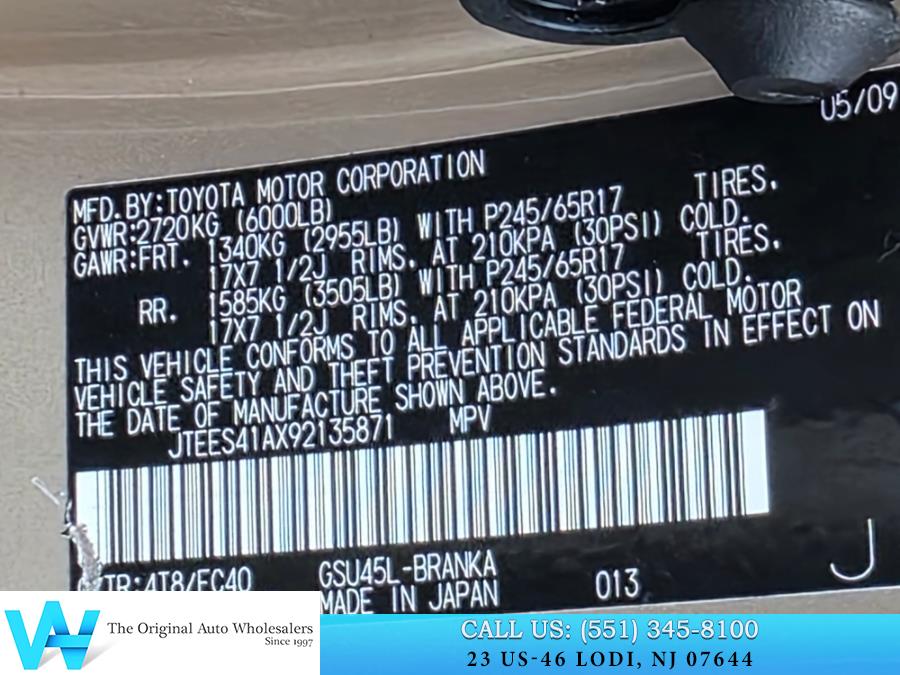 05/09
MFD.BY:TOYOTA MOTOR CORPORATION
GVWR:2720KG (6000LB)
GAWR:FRT. 1340KG (2955LB) WITH P245/65R17 TIRES.
17X7 1/2J RIMS. AT 210KPA (30PSI) COLD.
RR. 1585KG (3505LB) WITH P245/65R17 TIRES.
17X7 1/2J RIMS. AT 210KPA (30PSI) COLD.
THIS VEHICLE CONFORMS TO ALL APPLICABLE FEDERAL MOTOR
VEHICLE SAFETY AND THEFT PREVENTION STANDARDS IN EFFECT ON
THE DATE OF MANUFACTURE SHOWN ABOVE.
JTEES41AX92135871 MPV
/TR:4T8/FC40 GSU45L-BRANKA
MADE IN JAPAN 013 J
The Original Auto Wholesalers
Since 1997
CALL US: (551) 345-8100
23 US-46 LODI, NJ 07644